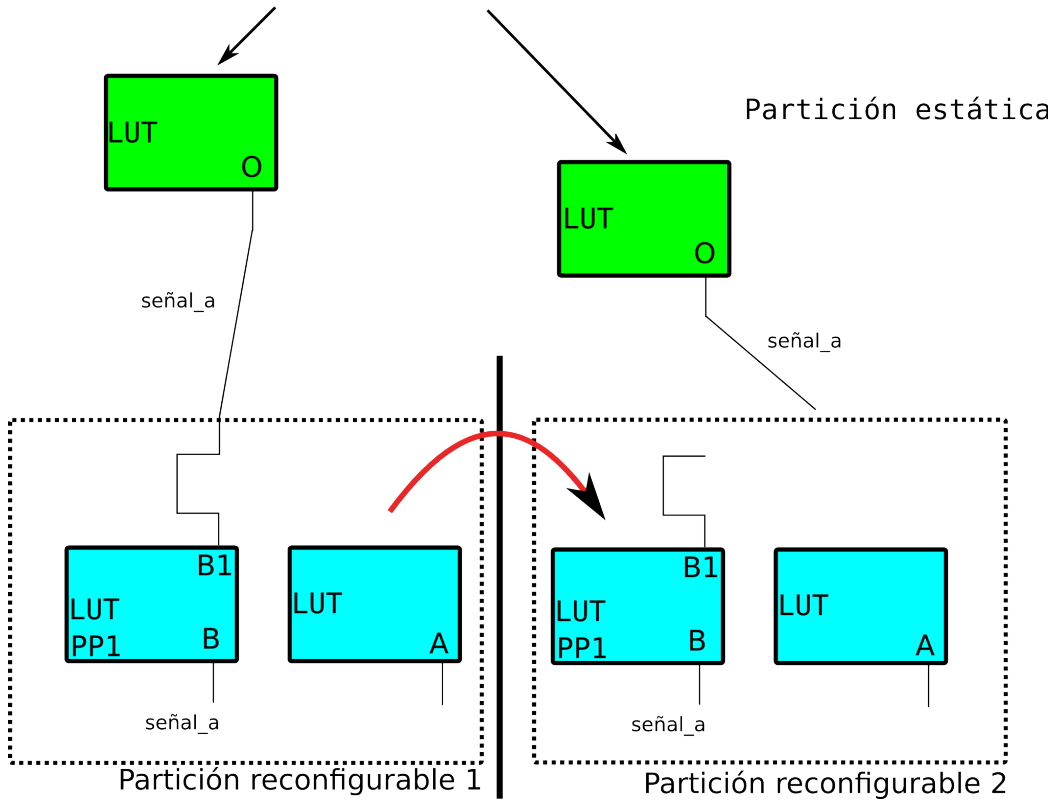 Partición estática
LUT
O
LUT
O
señal_a
señal_a
B1
LUT
PP1
B
LUT
A
señal_a
Partición reconfigurable 1
B1
LUT
PP1
B
LUT
A
señal_a
Partición reconfigurable 2